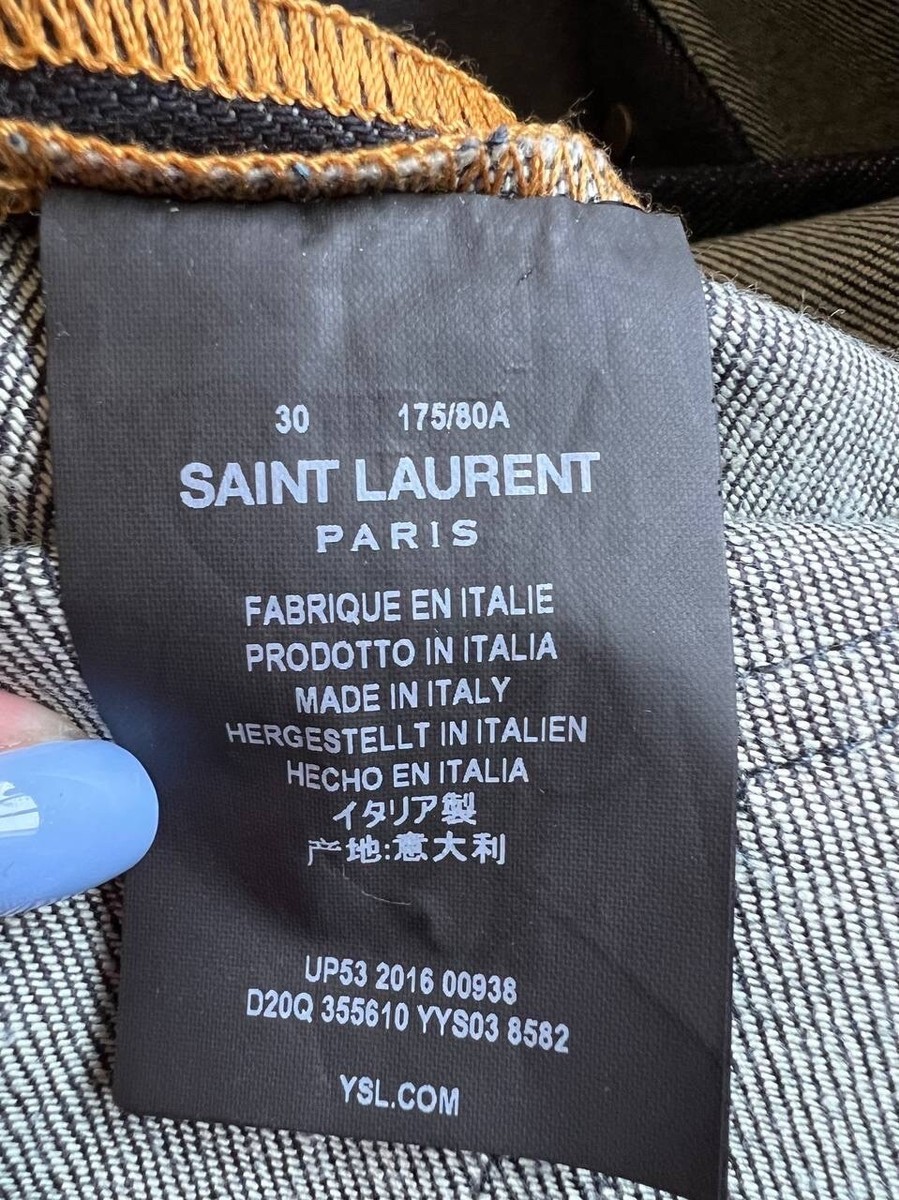 30 175/80A
SAINT LAURENT
PARIS
FABRIQUE EN ITALIE
PRODOTTO IN ITALIA
MADE IN ITALY
HERGESTELLT IN ITALIEN
HECHO EN ITALIA
イタリア製
产地:意大利
UP53 2016 00938
D20Q 355610 YYS03 8582
YSL.COM